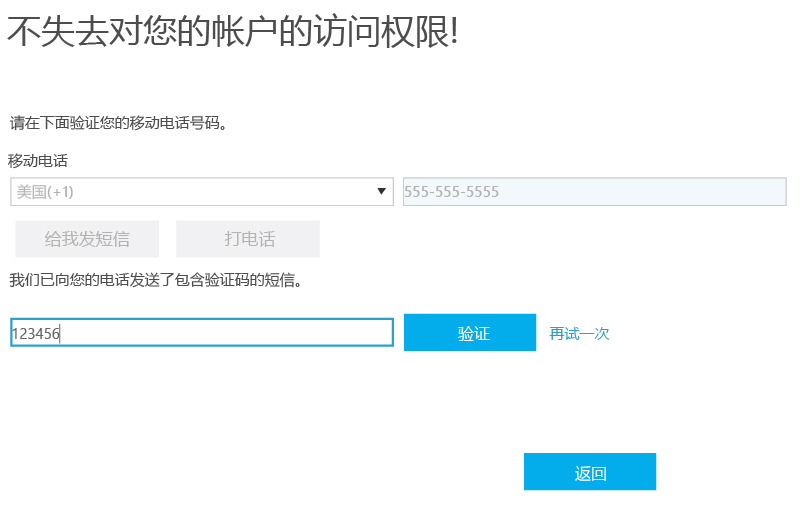 不失去对您的帐户的访问权限!
请在下面验证您的移动电话号码。
移动电话
美国(+1) 555-555-5555
给我发短信 打电话
我们已向您的电话发送了包含验证码的短信。
123456 验证 再试一次
返回